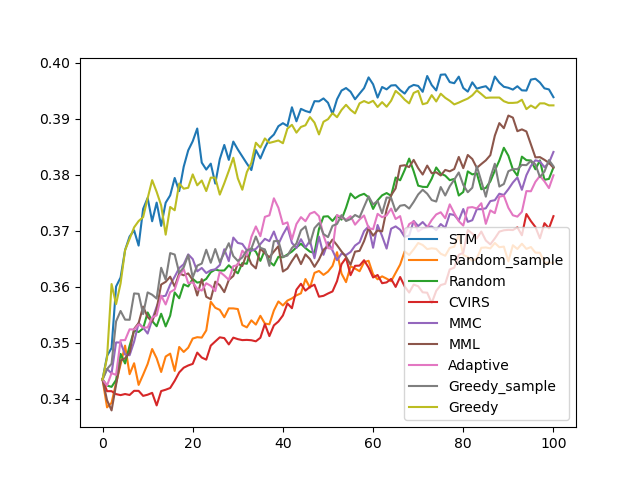 0.40
0.39
0.38
0.37
0.36
0.35
0.34
0 20 40 60 80 100
STM
Random_sample
Random
CVIRS
MMC
MML
Adaptive
Greedy_sample
Greedy